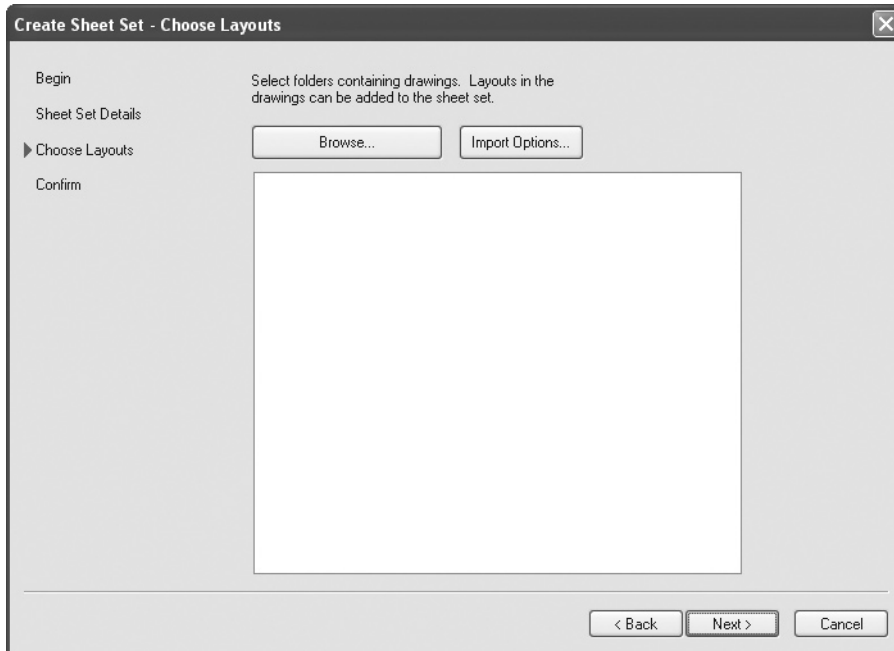 Create Sheet Set - Choose Layouts
Begin
Sheet Set Details
Choose Layouts
Confirm
Select folders containing drawings. Layouts in the
drawings can be added to the sheet set.
Browse...
Import Options...
< Back
Next >
Cancel